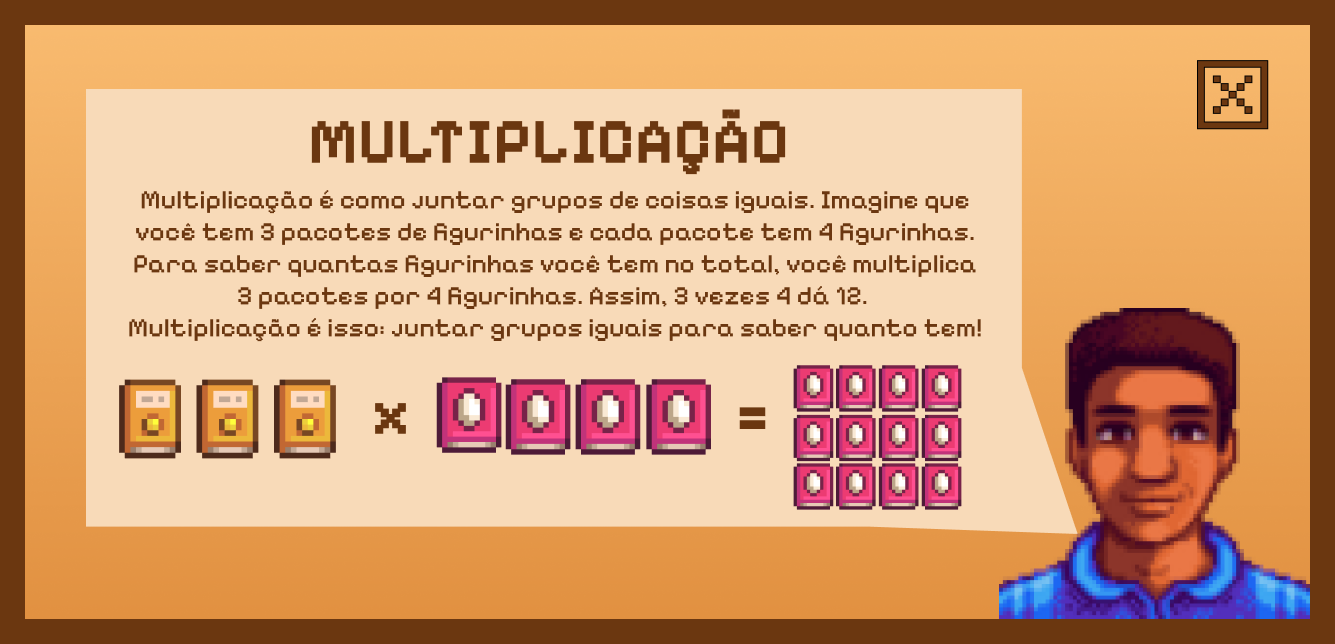 MULTIPLICAÇÃO
Multiplicação é como juntar grupos de coisas iguais. Imagine que
você tem 3 pacotes de figurinhas e cada pacote tem 4 figurinhas.
Para saber quantas figurinhas você tem no total, você multiplica
3 pacotes por 4 figurinhas. Assim, 3 vezes 4 dá 12.
Multiplicação é isso: juntar grupos iguais para saber quanto tem!
x =